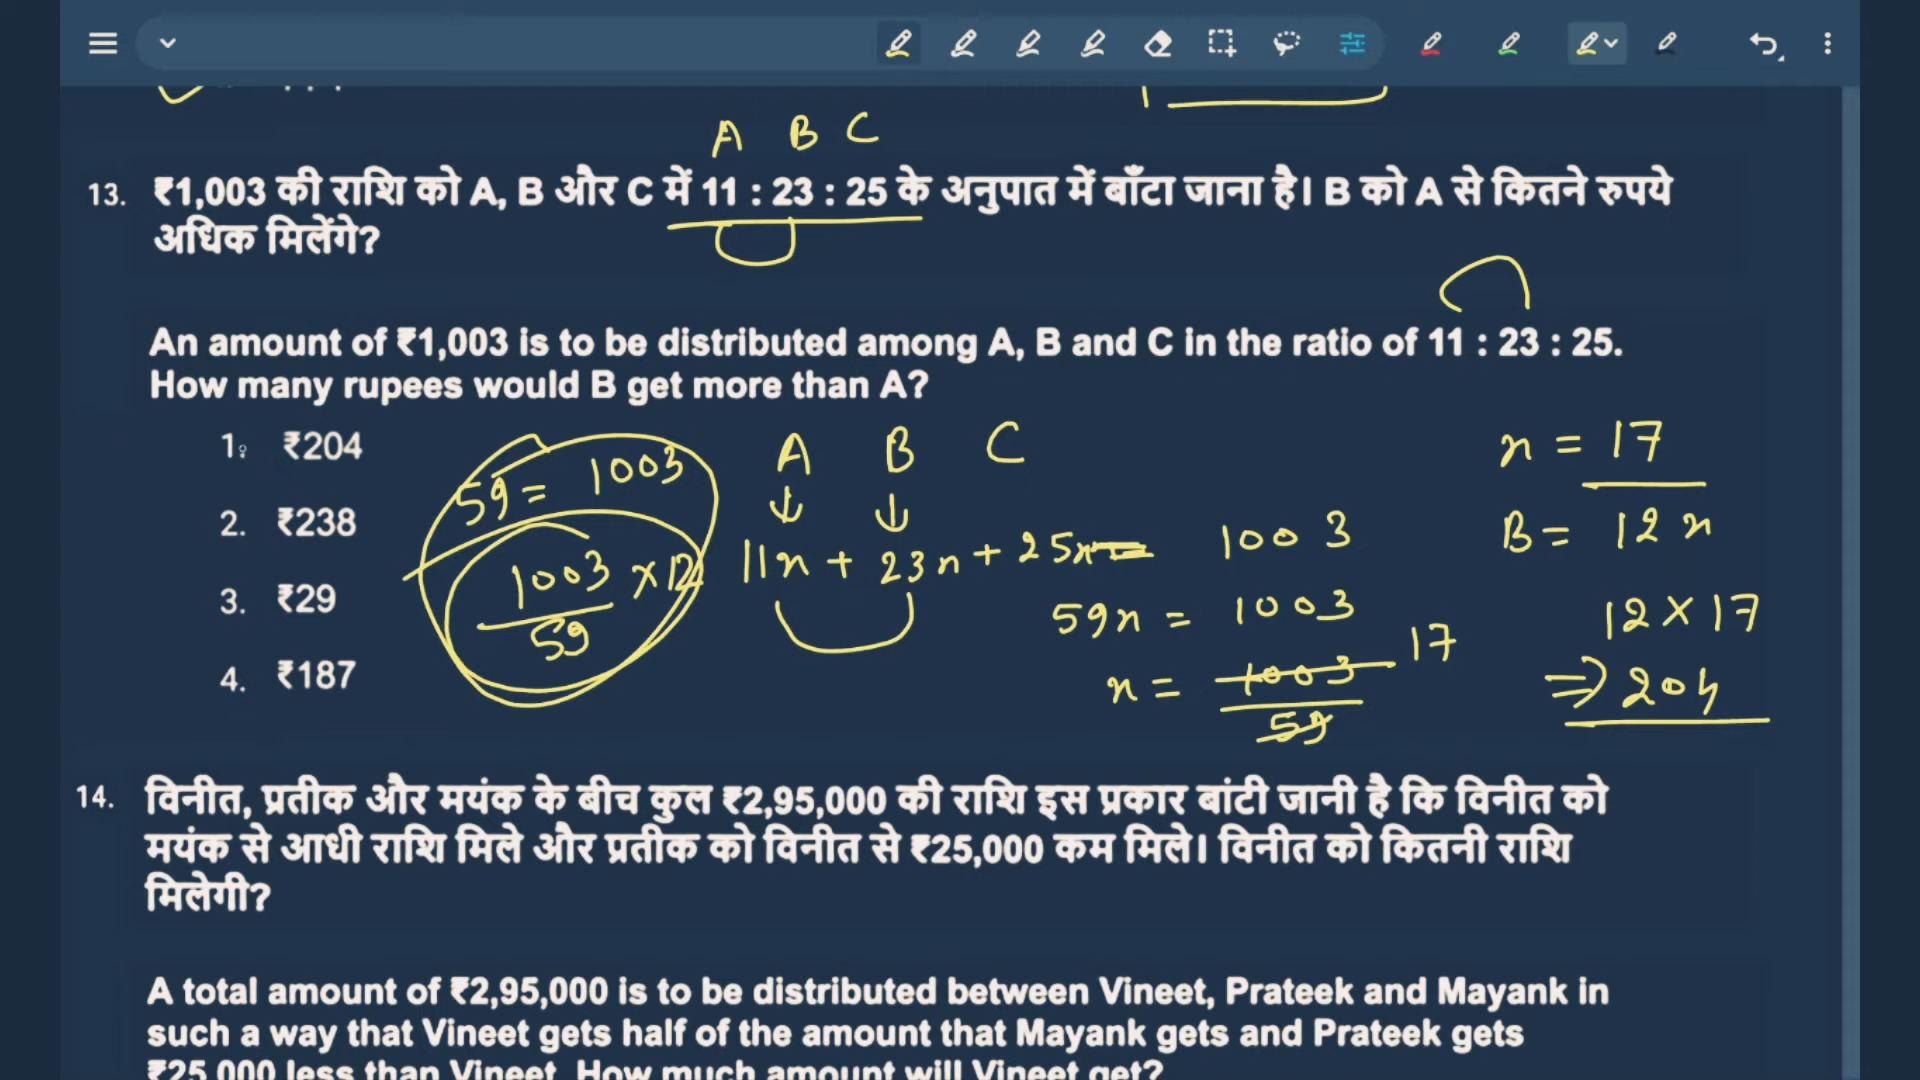 A B C
13. ₹1,003 की राशि को A, B और C में 11 : 23 : 25 के अनुपात में बाँटा जाना है। B को A से कितने रुपये
अधिक मिलेंगे?
An amount of ₹1,003 is to be distributed among A, B and C in the ratio of 11 : 23 : 25.
How many rupees would B get more than A?
1. ₹204
2. ₹238
3. ₹29
4. ₹187
59 = 1003
1003/59 × 12
A B C
11x + 23x + 25x = 1003
59x = 1003
x = 1003/59 17
x = 17
B = 12x
12 × 17
⇒ 204
14. विनीत, प्रतीक और मयंक के बीच कुल ₹2,95,000 की राशि इस प्रकार बांटी जानी है कि विनीत को
मयंक से आधी राशि मिले और प्रतीक को विनीत से ₹25,000 कम मिले। विनीत को कितनी राशि
मिलेगी?
A total amount of ₹2,95,000 is to be distributed between Vineet, Prateek and Mayank in
such a way that Vineet gets half of the amount that Mayank gets and Prateek gets
₹25,000 less than Vineet. How much amount will Vineet get?